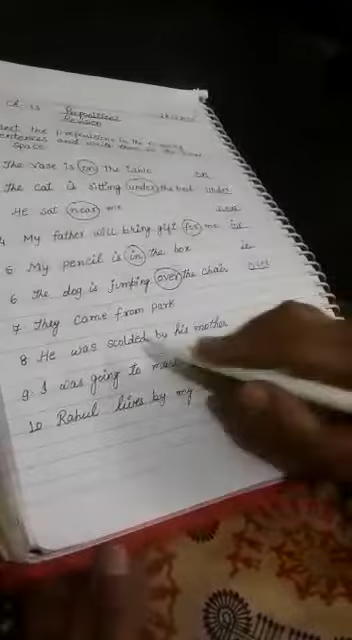 Ch. 13 Preposition
Revision
the prepositions in the
sentences and write them in the
space
The vase is on the table on
The cat is sitting under the bed under
He sat near me near
4 My father will bring gift for me for
5 My pencil is in the box in
6 The dog is jumping over the chair over
7 They came from park
8 He was scolded by his mother
9 I was going to
10 Rahul lives by my